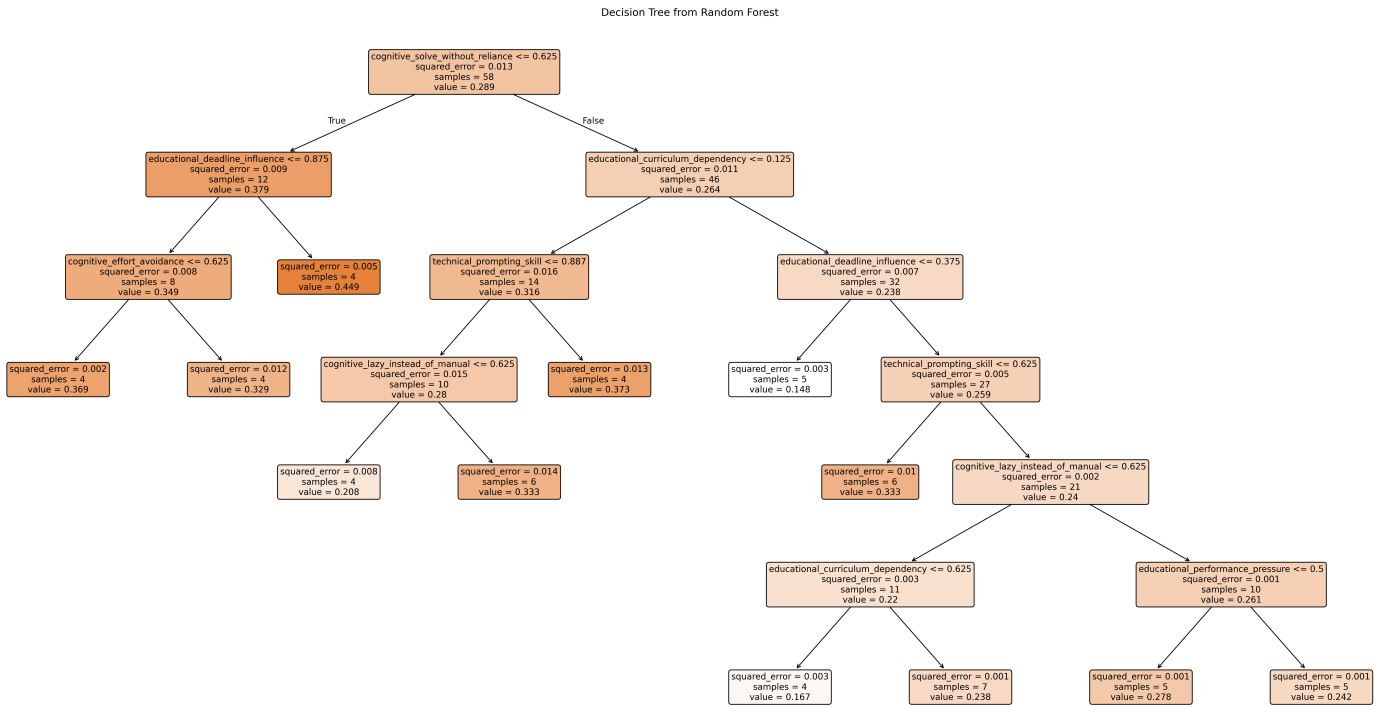 Decision Tree from Random Forest
cognitive_solve_without_reliance <= 0.625
squared_error = 0.013
samples = 58
value = 0.289
True
False
educational_deadline_influence <= 0.875
squared_error = 0.009
samples = 12
value = 0.379
educational_curriculum_dependency <= 0.125
squared_error = 0.011
samples = 46
value = 0.264
cognitive_effort_avoidance <= 0.625
squared_error = 0.008
samples = 8
value = 0.349
squared_error = 0.005
samples = 4
value = 0.449
technical_prompting_skill <= 0.887
squared_error = 0.016
samples = 14
value = 0.316
educational_deadline_influence <= 0.375
squared_error = 0.007
samples = 32
value = 0.238
squared_error = 0.002
samples = 4
value = 0.369
squared_error = 0.012
samples = 4
value = 0.329
cognitive_lazy_instead_of_manual <= 0.625
squared_error = 0.015
samples = 10
value = 0.28
squared_error = 0.013
samples = 4
value = 0.373
squared_error = 0.003
samples = 5
value = 0.148
technical_prompting_skill <= 0.625
squared_error = 0.005
samples = 27
value = 0.259
squared_error = 0.008
samples = 4
value = 0.208
squared_error = 0.014
samples = 6
value = 0.333
squared_error = 0.01
samples = 6
value = 0.333
cognitive_lazy_instead_of_manual <= 0.625
squared_error = 0.002
samples = 21
value = 0.24
educational_curriculum_dependency <= 0.625
squared_error = 0.003
samples = 11
value = 0.22
educational_performance_pressure <= 0.5
squared_error = 0.001
samples = 10
value = 0.261
squared_error = 0.003
samples = 4
value = 0.167
squared_error = 0.001
samples = 7
value = 0.238
squared_error = 0.001
samples = 5
value = 0.278
squared_error = 0.001
samples = 5
value = 0.242